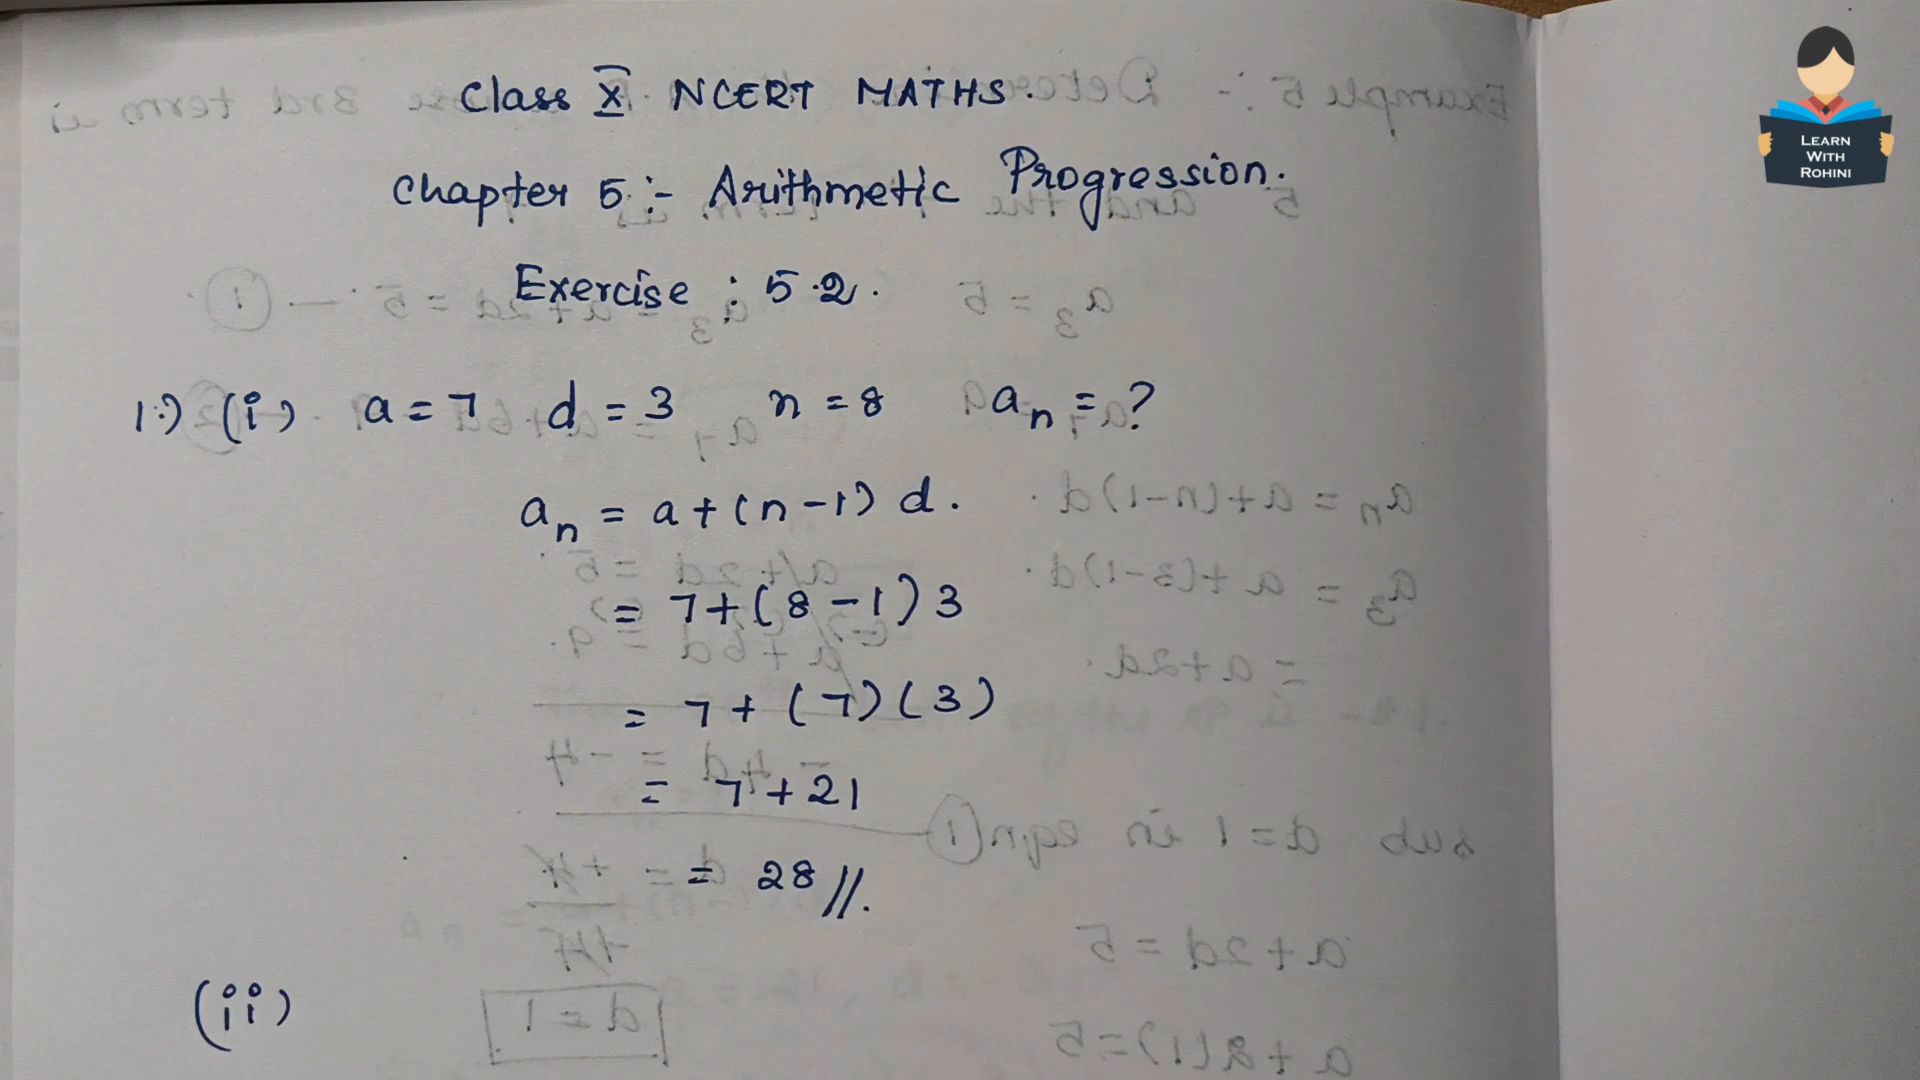 Class X NCERT MATHS.
Chapter 5 :- Arithmetic Progression.
Exercise : 5.2.
1.) (i) a = 7 d = 3 n = 8 an = ?
an = a + (n - 1) d.
= 7 + (8 - 1) 3
= 7 + (7) (3)
= 7 + 21
= 28 //.
(ii)
LEARN
WITH
ROHINI